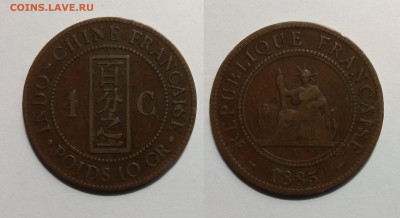 COINS.LAVE.RU
INDO-CHINE FRANÇAISE
1 C
百分之一
POIDS 10 GR.
REPUBLIQUE FRANÇAISE
1885